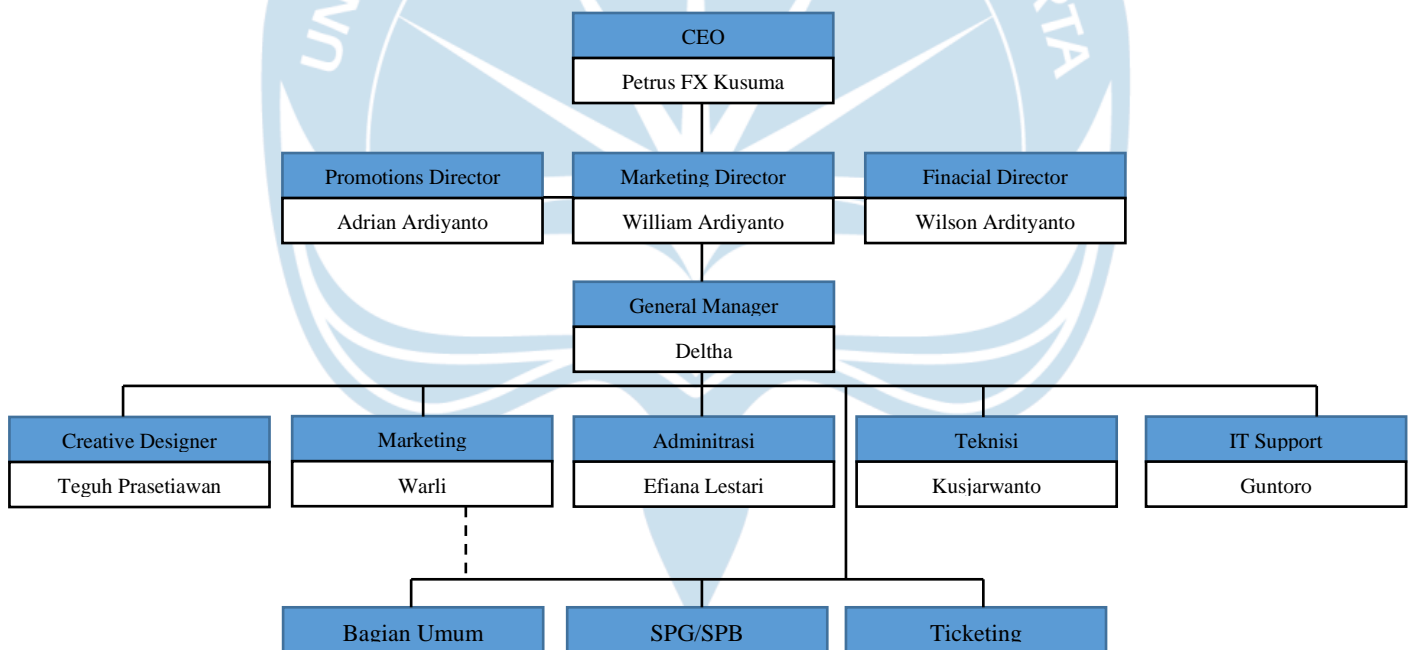 CEO
Petrus FX Kusuma
Promotions Director
Marketing Director
Finacial Director
Adrian Ardiyanto
William Ardiyanto
Wilson Ardityanto
General Manager
Deltha
Creative Designer
Marketing
Adminitrasi
Teknisi
IT Support
Teguh Prasetiawan
Warli
Efiana Lestari
Kusjarwanto
Guntoro
Bagian Umum
SPG/SPB
Ticketing